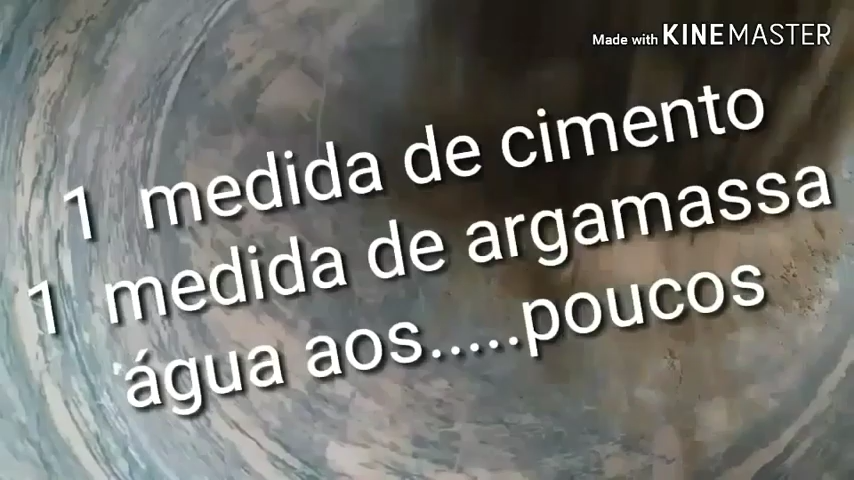 Made with KINEMASTER
1 medida de cimento
1 medida de argamassa
água aos.....poucos